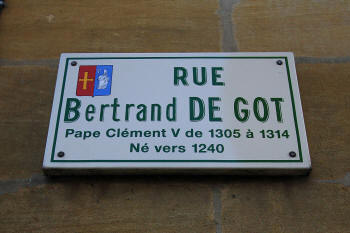 RUE
Bertrand DE GOT
Pape Clément V de 1305 à 1314
Né vers 1240